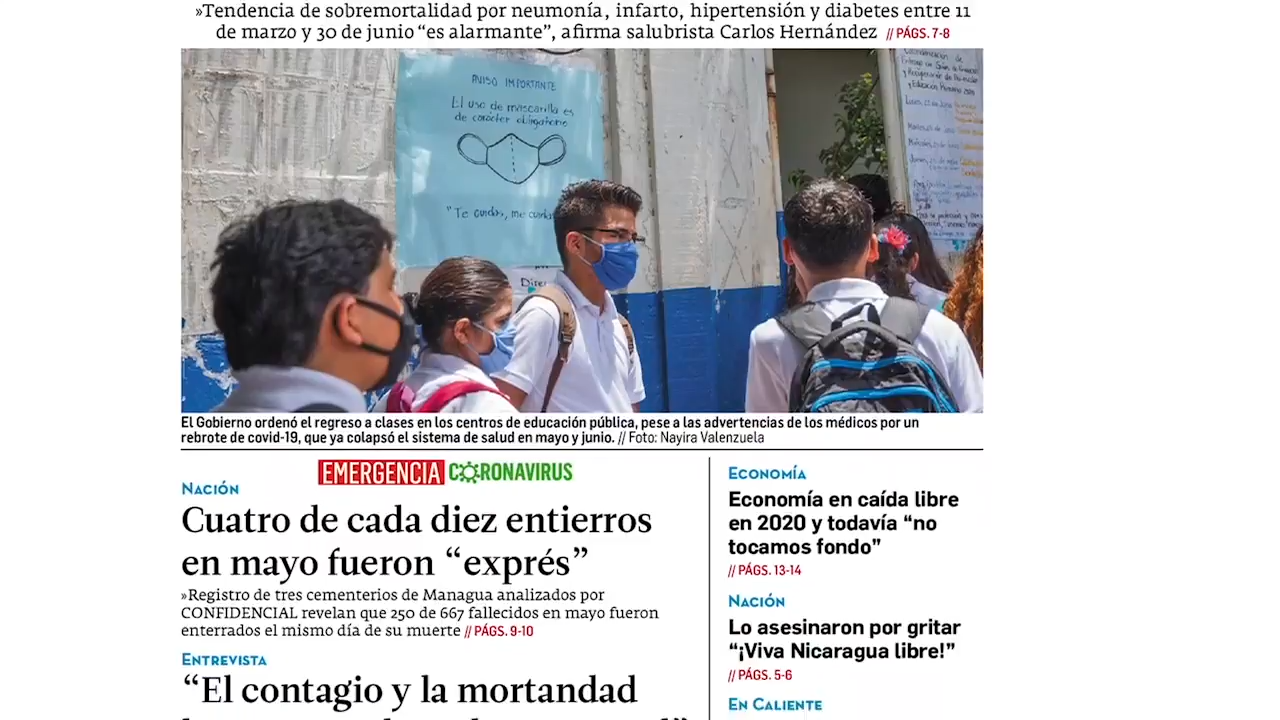 »Tendencia de sobremortalidad por neumonía, infarto, hipertensión y diabetes entre 11
de marzo y 30 de junio “es alarmante”, afirma salubrista Carlos Hernández // PÁGS. 7-8
AVISO IMPORTANTE
El uso de mascarilla es
de carácter obligatorio
"Te cuidas, me cuidas
Dire
El Gobierno ordenó el regreso a clases en los centros de educación pública, pese a las advertencias de los médicos por un
rebrote de covid-19, que ya colapsó el sistema de salud en mayo y junio. // Foto: Nayira Valenzuela
EMERGENCIA CORONAVIRUS
NACIÓN
Cuatro de cada diez entierros
en mayo fueron “exprés”
»Registro de tres cementerios de Managua analizados por
CONFIDENCIAL revelan que 250 de 667 fallecidos en mayo fueron
enterrados el mismo día de su muerte // PÁGS. 9-10
ENTREVISTA
“El contagio y la mortandad
ECONOMÍA
Economía en caída libre
en 2020 y todavía “no
tocamos fondo”
// PÁGS. 13-14
NACIÓN
Lo asesinaron por gritar
“¡Viva Nicaragua libre!”
// PÁGS. 5-6
EN CALIENTE